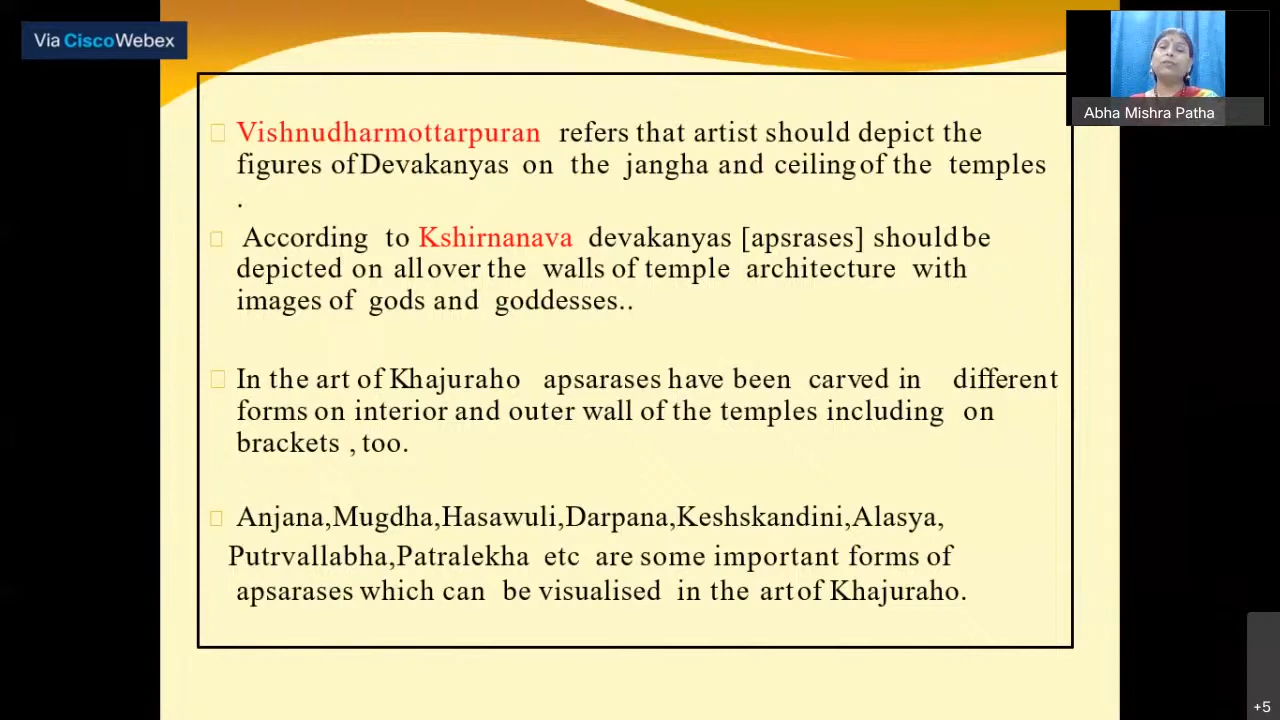 Via CiscoWebex
Abha Mishra Patha
Vishnudharmottarpuran refers that artist should depict the
figures of Devakanyas on the jangha and ceiling of the temples
.
According to Kshirnanava devakanyas [apsrases] should be
depicted on all over the walls of temple architecture with
images of gods and goddesses..
In the art of Khajuraho apsarases have been carved in different
forms on interior and outer wall of the temples including on
brackets , too.
Anjana,Mugdha,Hasawuli,Darpana,Keshskandini,Alasya,
Putrvallabha,Patralekha etc are some important forms of
apsarases which can be visualised in the art of Khajuraho.
+5